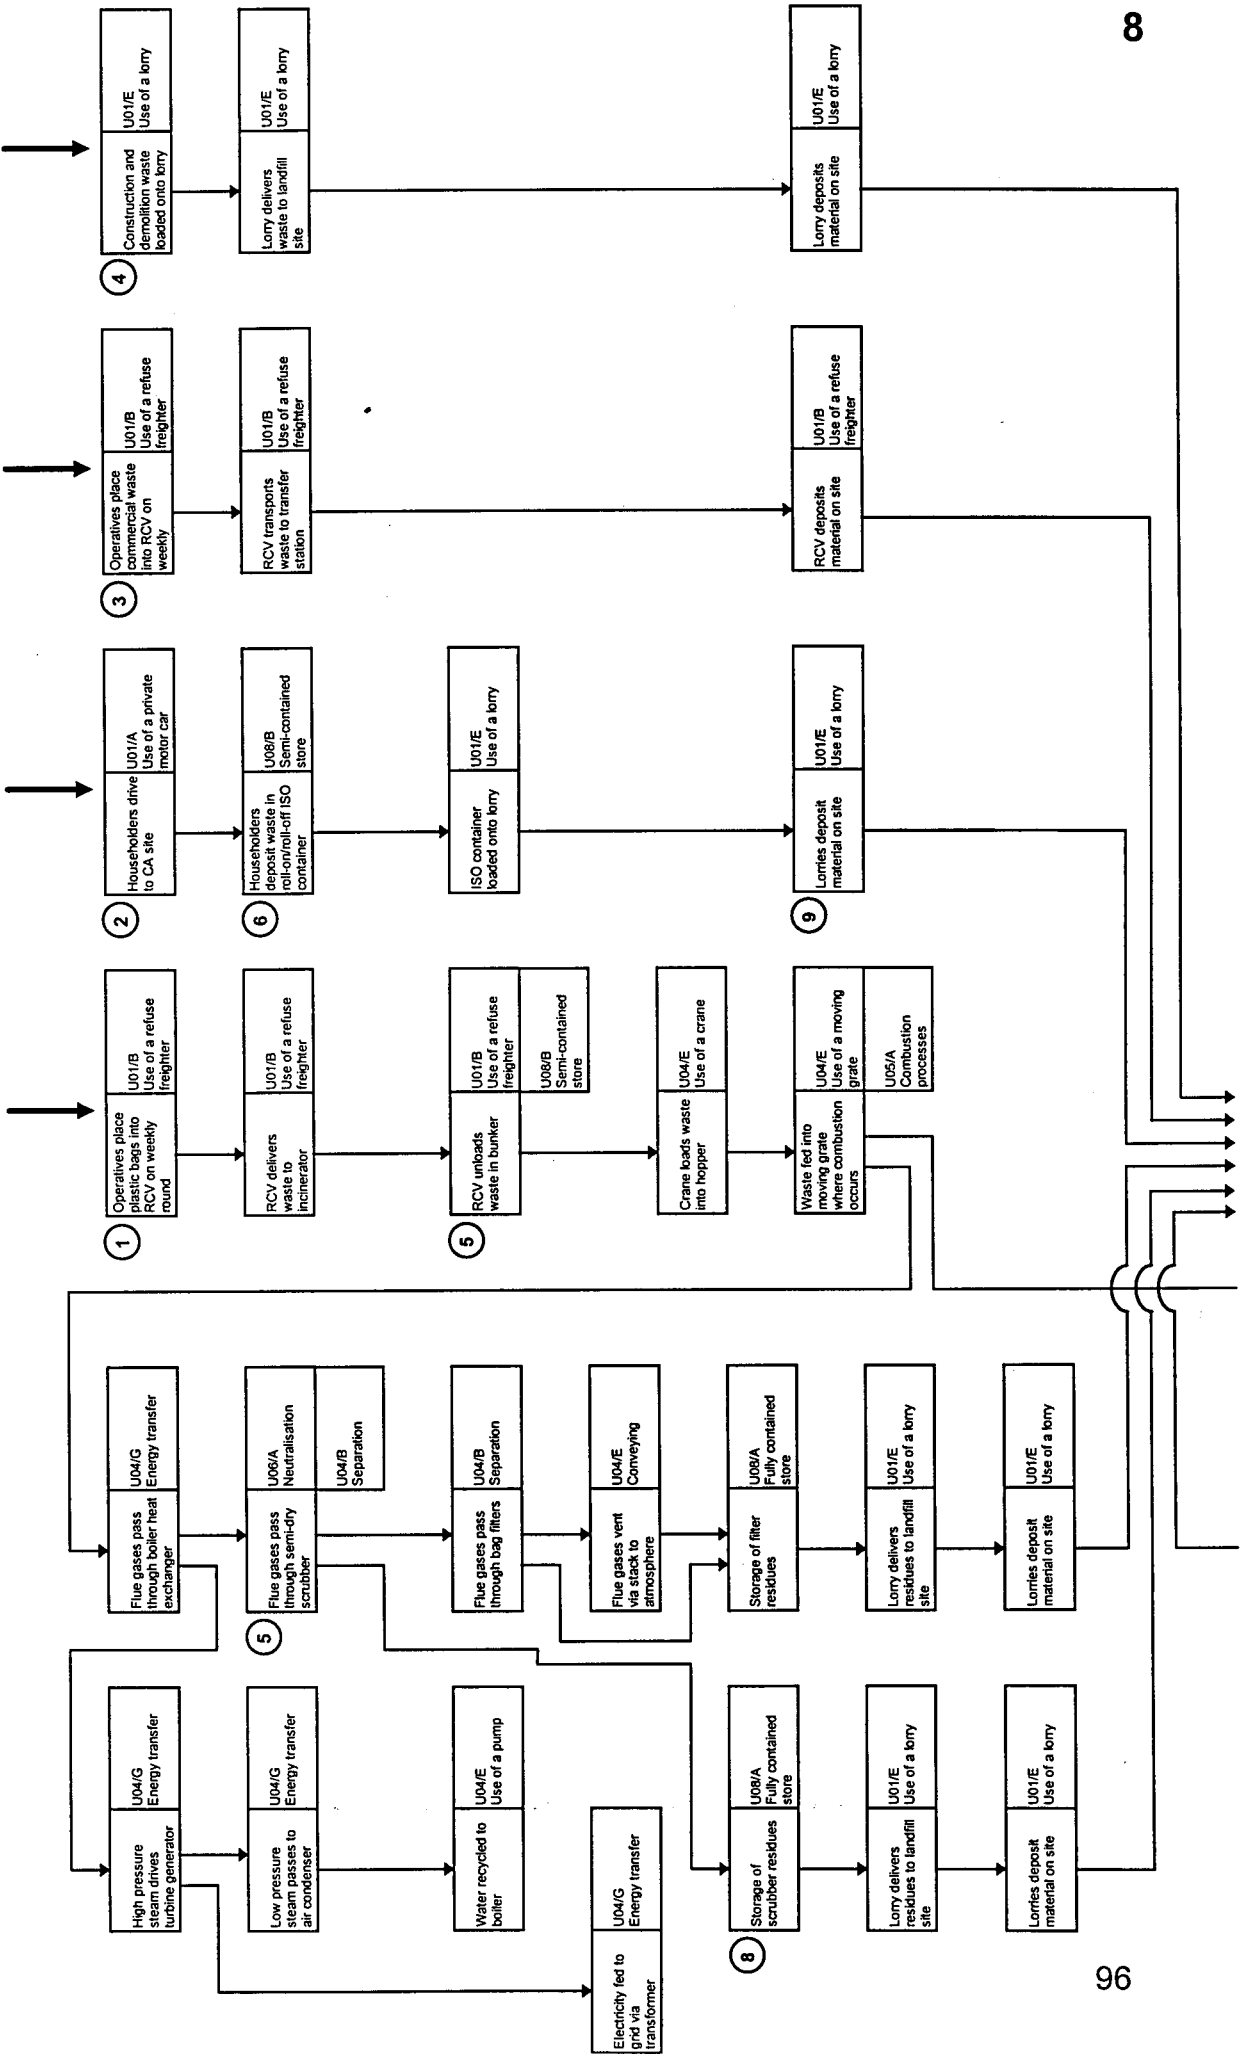 8
1
Operatives place
plastic bags into
RCV on weekly
round
U01/B
Use of a refuse
freighter
RCV delivers
waste to
incinerator
U01/B
Use of a refuse
freighter
5
RCV unloads
waste in bunker
U01/B
Use of a refuse
freighter
U08/B
Semi-contained
store
Crane loads waste
into hopper
U04/E
Use of a crane
Waste fed into
moving grate
where combustion
occurs
U04/E
Use of a moving
grate
U05/A
Combustion
processes
2
Householders drive
to CA site
U01/A
Use of a private
motor car
6
Householders
deposit waste in
roll-on/roll-off ISO
container
U08/B
Semi-contained
store
ISO container
loaded onto lorry
U01/E
Use of a lorry
9
Lorries deposit
material on site
U01/E
Use of a lorry
3
Operatives place
commercial waste
into RCV on
weekly
U01/B
Use of a refuse
freighter
RCV transports
waste to transfer
station
U01/B
Use of a refuse
freighter
RCV deposits
material on site
U01/B
Use of a refuse
freighter
4
Construction and
demolition waste
loaded onto lorry
U01/E
Use of a lorry
Lorry delivers
waste to landfill
site
U01/E
Use of a lorry
Lorry deposits
material on site
U01/E
Use of a lorry
Flue gases pass
through boiler heat
exchanger
U04/G
Energy transfer
5
Flue gases pass
through semi-dry
scrubber
U06/A
Neutralisation
U04/B
Separation
Flue gases pass
through bag filters
U04/B
Separation
Flue gases vent
via stack to
atmosphere
U04/E
Conveying
Storage of filter
residues
U08/A
Fully contained
store
Lorry delivers
residues to landfill
site
U01/E
Use of a lorry
Lorries deposit
material on site
U01/E
Use of a lorry
High pressure
steam drives
turbine generator
U04/G
Energy transfer
Low pressure
steam passes to
air condenser
U04/G
Energy transfer
Water recycled to
boiler
U04/E
Use of a pump
Electricity fed to
grid via
transformer
U04/G
Energy transfer
8
Storage of
scrubber residues
U08/A
Fully contained
store
Lorry delivers
residues to landfill
site
U01/E
Use of a lorry
Lorries deposit
material on site
U01/E
Use of a lorry
96